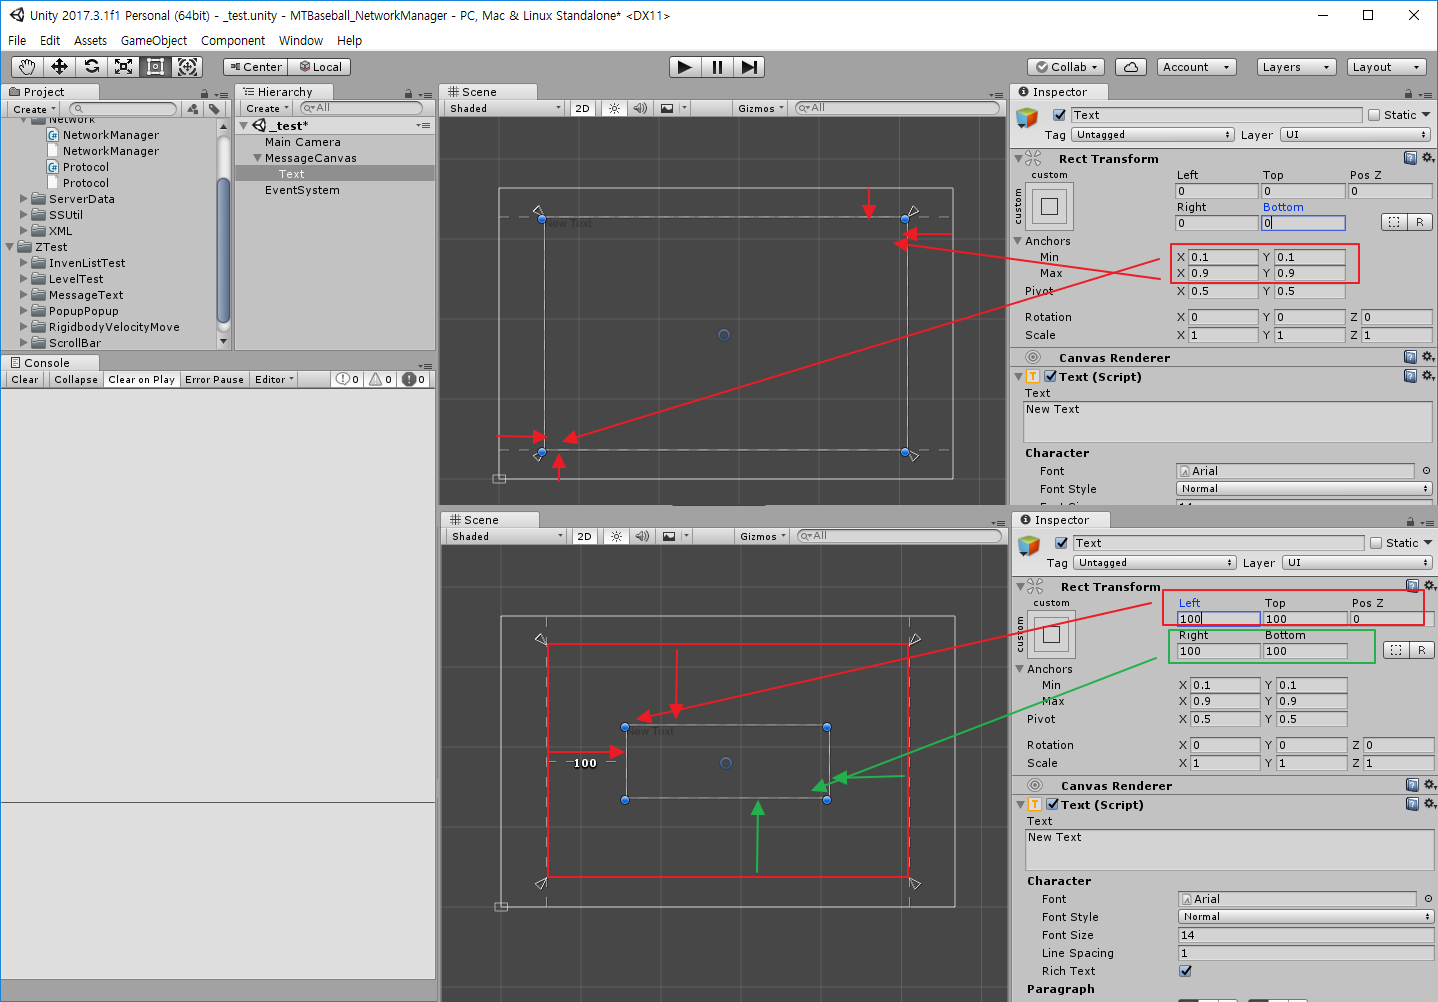 Unity 2017.3.1f1 Personal (64bit) - _test.unity - MTBaseball_NetworkManager - PC, Mac & Linux Standalone* <DX11>
File Edit Assets GameObject Component Window Help
Center Local
Collab Account Layers Layout
Project
Create
Network
NetworkManager
NetworkManager
Protocol
Protocol
ServerData
SSUtil
XML
ZTest
InvenListTest
LevelTest
MessageText
PopupPopup
RigidbodyVelocityMove
ScrollBar
Hierarchy
Create All
_test*
Main Camera
MessageCanvas
Text
EventSystem
Console
Clear Collapse Clear on Play Error Pause Editor 0 0 0
Scene
Shaded 2D Gizmos All
New Text
Inspector
Text Static
Tag Untagged Layer UI
Rect Transform
custom
custom
Left Top Pos Z
0 0 0
Right Bottom
0 0 R
Anchors
Min X 0.1 Y 0.1
Max X 0.9 Y 0.9
Pivot X 0.5 Y 0.5
Rotation X 0 Y 0 Z 0
Scale X 1 Y 1 Z 1
Canvas Renderer
Text (Script)
Text
New Text
Character
Font Arial
Font Style Normal
Scene
Shaded 2D Gizmos All
New Text
100
Inspector
Text Static
Tag Untagged Layer UI
Rect Transform
custom
custom
Left Top Pos Z
100 100 0
Right Bottom
100 100 R
Anchors
Min X 0.1 Y 0.1
Max X 0.9 Y 0.9
Pivot X 0.5 Y 0.5
Rotation X 0 Y 0 Z 0
Scale X 1 Y 1 Z 1
Canvas Renderer
Text (Script)
Text
New Text
Character
Font Arial
Font Style Normal
Font Size 14
Line Spacing 1
Rich Text
Paragraph